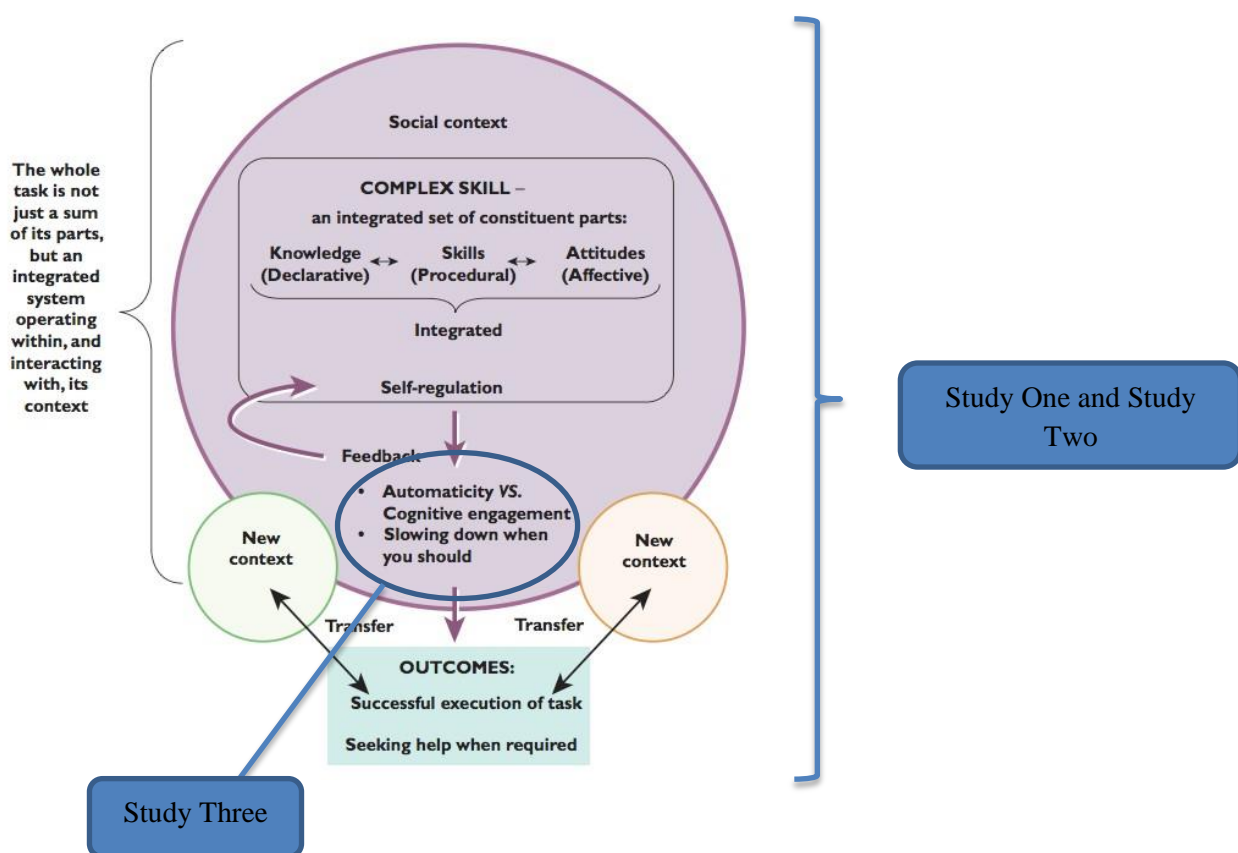 The whole
task is not
just a sum
of its parts,
but an
integrated
system
operating
within, and
interacting
with, its
context
Social context
COMPLEX SKILL –
an integrated set of constituent parts:
Knowledge
(Declarative)
Skills
(Procedural)
Attitudes
(Affective)
Integrated
Self-regulation
Feedback
• Automaticity VS.
Cognitive engagement
• Slowing down when
you should
New
context
New
context
Transfer
Transfer
OUTCOMES:
Successful execution of task
Seeking help when required
Study One and Study
Two
Study Three